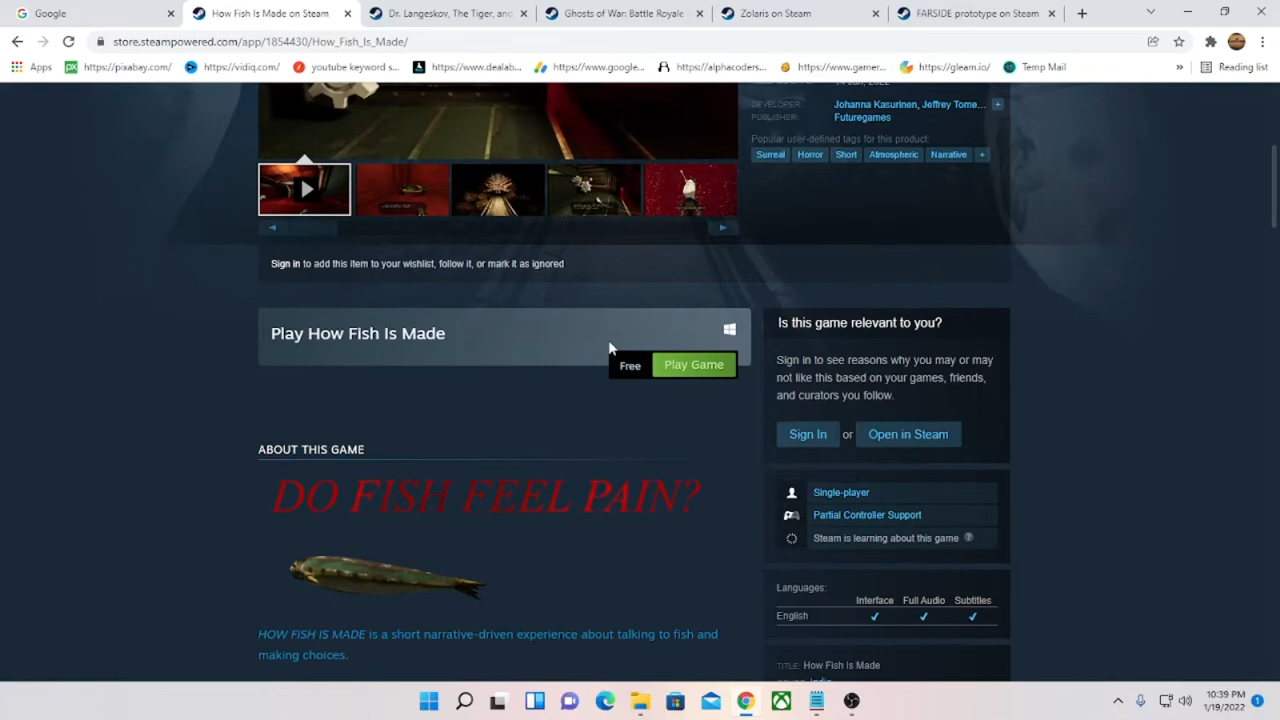 Google
How Fish Is Made on Steam
Dr. Langeskov, The Tiger, and
Ghosts of War: Battle Royale
Zolaris on Steam
FARSIDE prototype on Steam
store.steampowered.com/app/1854430/How_Fish_Is_Made/
Apps
https://pixabay.com/
https://vidiq.com/
youtube keyword s...
https://www.dealab...
https://www.google...
https://alphacoders...
https://www.gamer...
https://gleam.io/
Temp Mail
»
Reading list
DEVELOPER: Johanna Kasurinen, Jeffrey Tome... +
PUBLISHER: Futuregames
Popular user-defined tags for this product:
Surreal Horror Short Atmospheric Narrative +
Sign in to add this item to your wishlist, follow it, or mark it as ignored
Play How Fish Is Made
Free Play Game
Is this game relevant to you?
Sign in to see reasons why you may or may
not like this based on your games, friends,
and curators you follow.
Sign In or Open in Steam
ABOUT THIS GAME
DO FISH FEEL PAIN?
HOW FISH IS MADE is a short narrative-driven experience about talking to fish and
making choices.
Single-player
Partial Controller Support
Steam is learning about this game ?
Languages:
Interface Full Audio Subtitles
English ✔ ✔ ✔
TITLE: How Fish Is Made
10:39 PM
1/19/2022